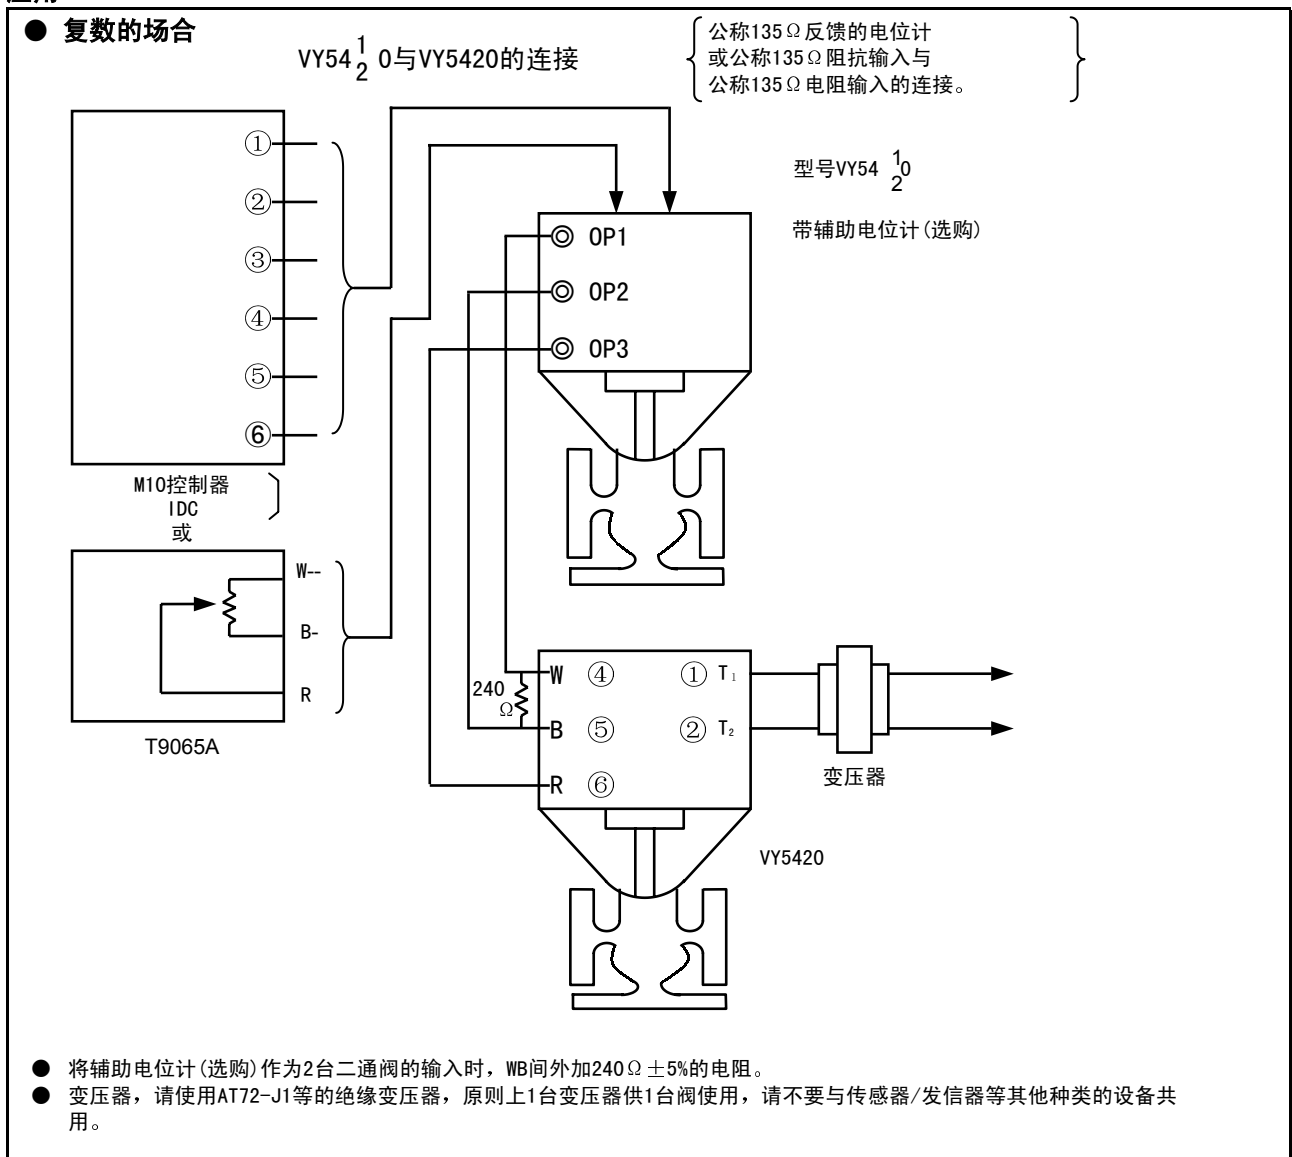 ● 复数的场合
VY54 1/2 0与VY5420的连接
公称135Ω反馈的电位计
或公称135Ω阻抗输入与
公称135Ω电阻输入的连接。
型号VY54 1/2 0
带辅助电位计(选购)
①
②
③
④
⑤
⑥
OP1
OP2
OP3
M10控制器
IDC
或
W--
B-
R
T9065A
240
Ω
W ④ ① T₁
B ⑤ ② T₂
R ⑥
变压器
VY5420
● 将辅助电位计(选购)作为2台二通阀的输入时，WB间外加240Ω±5%的电阻。
● 变压器，请使用AT72-J1等的绝缘变压器，原则上1台变压器供1台阀使用，请不要与传感器/发信器等其他种类的设备共
用。